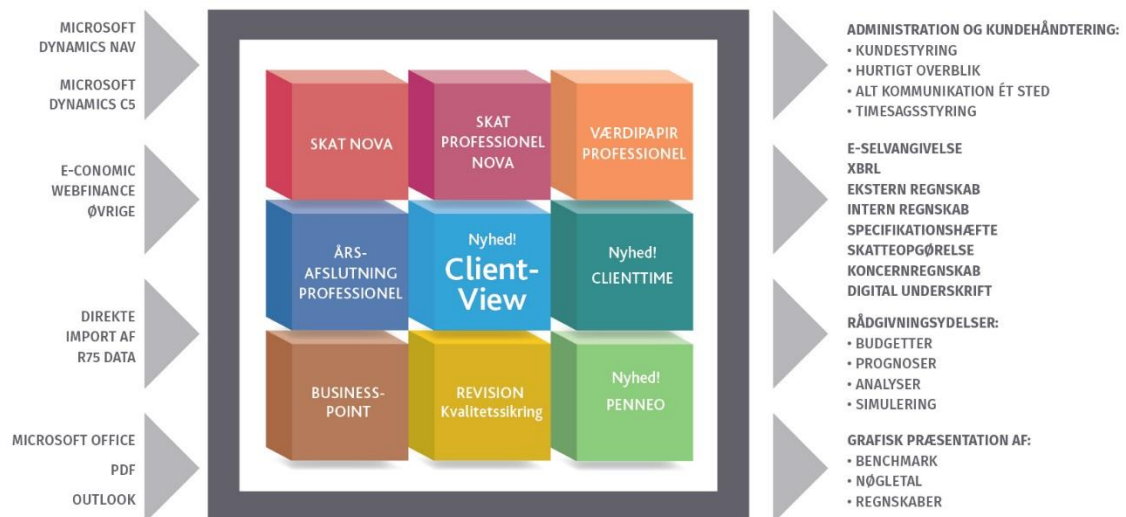 MICROSOFT
DYNAMICS NAV
MICROSOFT
DYNAMICS C5
E-CONOMIC
WEBFINANCE
ØVRIGE
DIREKTE
IMPORT AF
R75 DATA
MICROSOFT OFFICE
PDF
OUTLOOK
SKAT NOVA
SKAT
PROFESSIONEL
NOVA
VÆRDIPAPIR
PROFESSIONEL
ÅRS-
AFSLUTNING
PROFESSIONEL
Nyhed!
Client-
View
Nyhed!
CLIENTTIME
BUSINESS-
POINT
REVISION
Kvalitetssikring
Nyhed!
PENNEO
ADMINISTRATION OG KUNDEHÅNDTERING:
• KUNDESTYRING
• HURTIGT OVERBLIK
• ALT KOMMUNIKATION ÉT STED
• TIMESAGSSTYRING
E-SELVANGIVELSE
XBRL
EKSTERN REGNSKAB
INTERN REGNSKAB
SPECIFIKATIONSHÆFTE
SKATTEOPGØRELSE
KONCERNREGNSKAB
DIGITAL UNDERSKRIFT
RÅDGIVNINGSYDELSER:
• BUDGETTER
• PROGNOSER
• ANALYSER
• SIMULERING
GRAFISK PRÆSENTATION AF:
• BENCHMARK
• NØGLETAL
• REGNSKABER